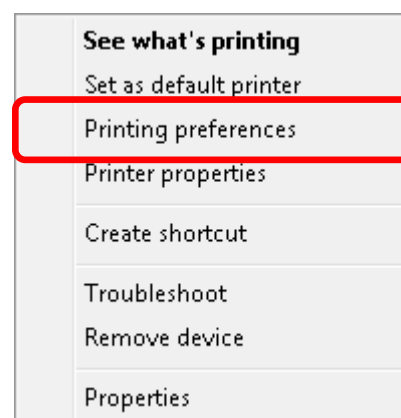 See what's printing
Set as default printer
Printing preferences
Printer properties
Create shortcut
Troubleshoot
Remove device
Properties